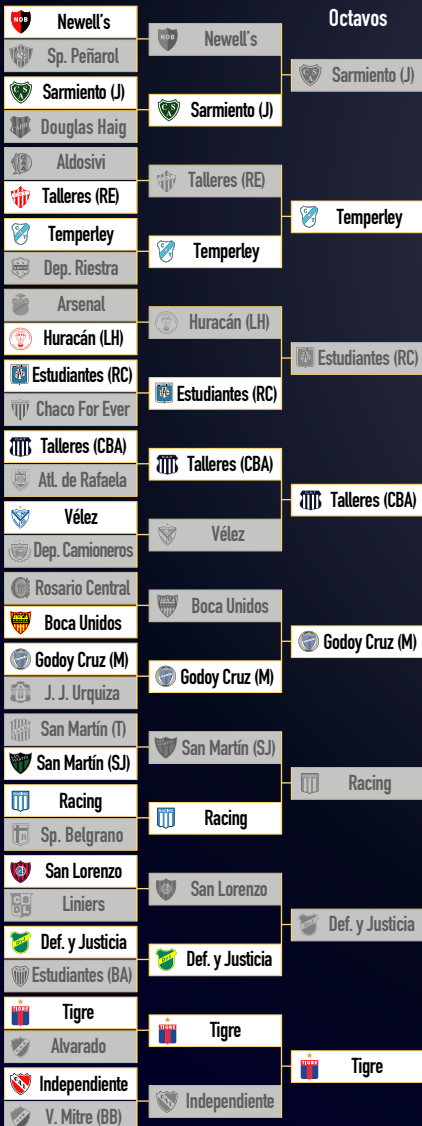 Octavos
Newell's
Sp. Peñarol
Sarmiento (J)
Douglas Haig
Aldosivi
Talleres (RE)
Temperley
Dep. Riestra
Arsenal
Huracán (LH)
Estudiantes (RC)
Chaco For Ever
Talleres (CBA)
Atl. de Rafaela
Vélez
Dep. Camioneros
Rosario Central
Boca Unidos
Godoy Cruz (M)
J. J. Urquiza
San Martín (T)
San Martín (SJ)
Racing
Sp. Belgrano
San Lorenzo
Liniers
Def. y Justicia
Estudiantes (BA)
Tigre
Alvarado
Independiente
V. Mitre (BB)
Newell's
Sarmiento (J)
Talleres (RE)
Temperley
Huracán (LH)
Estudiantes (RC)
Talleres (CBA)
Vélez
Boca Unidos
Godoy Cruz (M)
San Martín (SJ)
Racing
San Lorenzo
Def. y Justicia
Tigre
Independiente
Sarmiento (J)
Temperley
Estudiantes (RC)
Talleres (CBA)
Godoy Cruz (M)
Racing
Def. y Justicia
Tigre